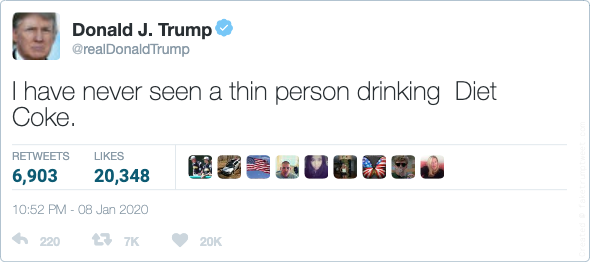 Donald J. Trump
@realDonaldTrump
I have never seen a thin person drinking  Diet
Coke.
RETWEETS LIKES
6,903 20,348
10:52 PM - 08 Jan 2020
220 7K 20K